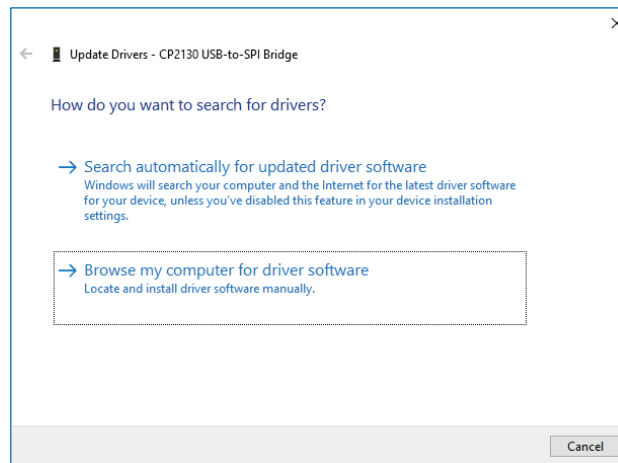 Update Drivers - CP2130 USB-to-SPI Bridge
How do you want to search for drivers?
Search automatically for updated driver software
Windows will search your computer and the Internet for the latest driver software
for your device, unless you've disabled this feature in your device installation
settings.
Browse my computer for driver software
Locate and install driver software manually.
Cancel